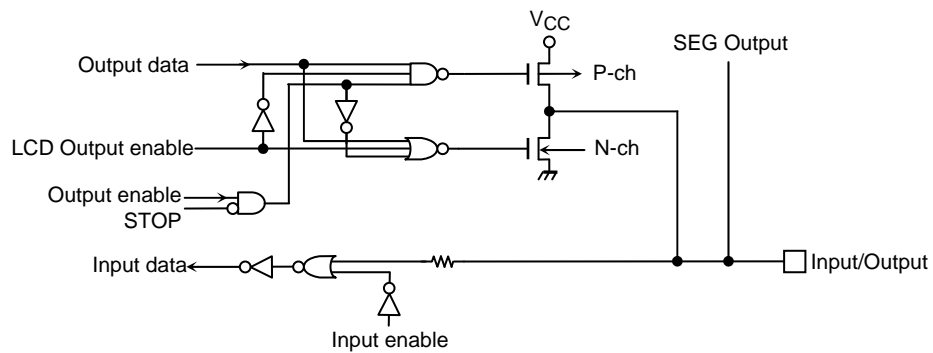 VCC
SEG Output
Output data
P-ch
LCD Output enable
N-ch
Output enable
STOP
Input data
Input/Output
Input enable